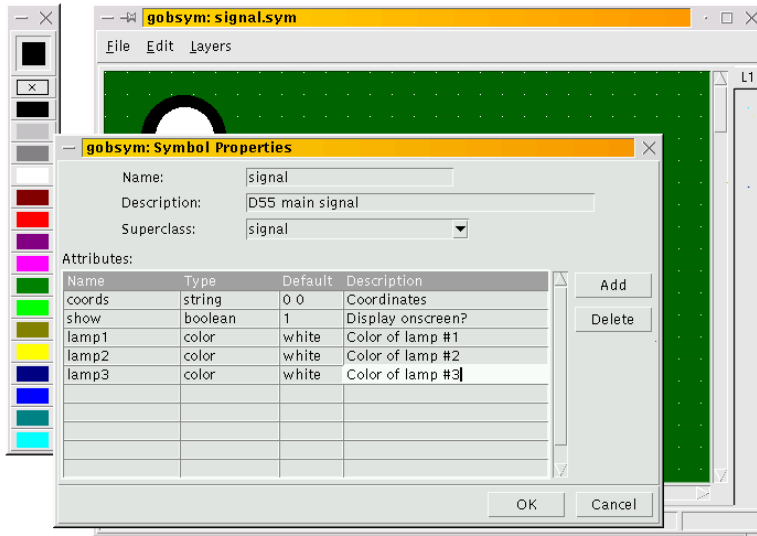 gobsym: signal.sym
File Edit Layers
L1
gobsym: Symbol Properties
Name: signal
Description: D55 main signal
Superclass: signal
Attributes:
Name Type Default Description
coords string 0 0 Coordinates
show boolean 1 Display onscreen?
lamp1 color white Color of lamp #1
lamp2 color white Color of lamp #2
lamp3 color white Color of lamp #3
Add
Delete
OK Cancel